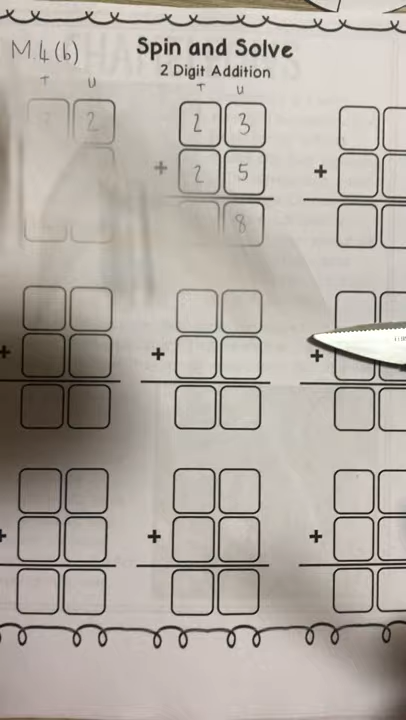 M.4(b)
Spin and Solve
2 Digit Addition
T U T U
2 2 3
+ 2 5 +
8
+ + +
+ + +